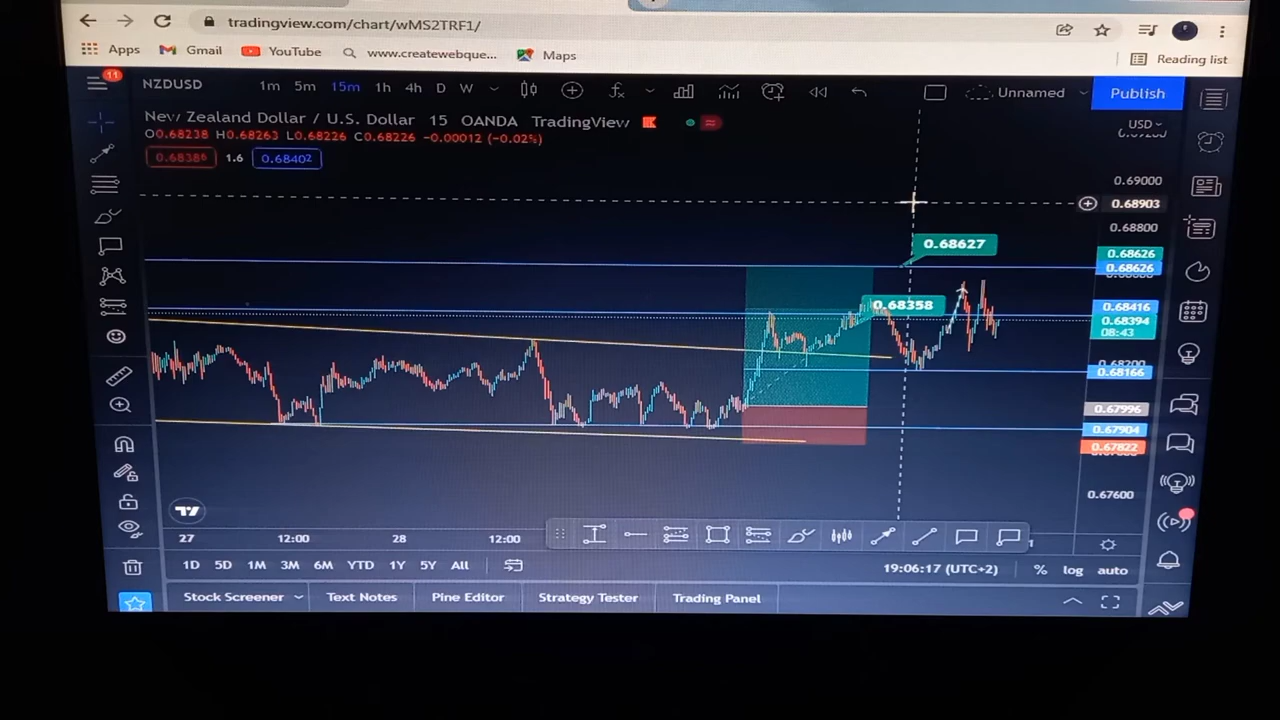 tradingview.com/chart/wMS2TRF1/
Apps
Gmail
YouTube
www.createwebque...
Maps
Reading list
11
NZDUSD
1m 5m 15m 1h 4h D W
Unnamed
Publish
New Zealand Dollar / U.S. Dollar 15 OANDA TradingView
USD
O0.68238 H0.68263 L0.68226 C0.68226 -0.00012 (-0.02%)
0.68386 1.6 0.68402
0.69000
0.68903
0.68800
0.68627
0.68626
0.68626
0.68358
0.68416
0.68394
08:43
0.68200
0.68166
0.67996
0.67904
0.67822
0.67600
27 12:00 28 12:00
1D 5D 1M 3M 6M YTD 1Y 5Y All
19:06:17 (UTC+2)
% log auto
Stock Screener
Text Notes
Pine Editor
Strategy Tester
Trading Panel